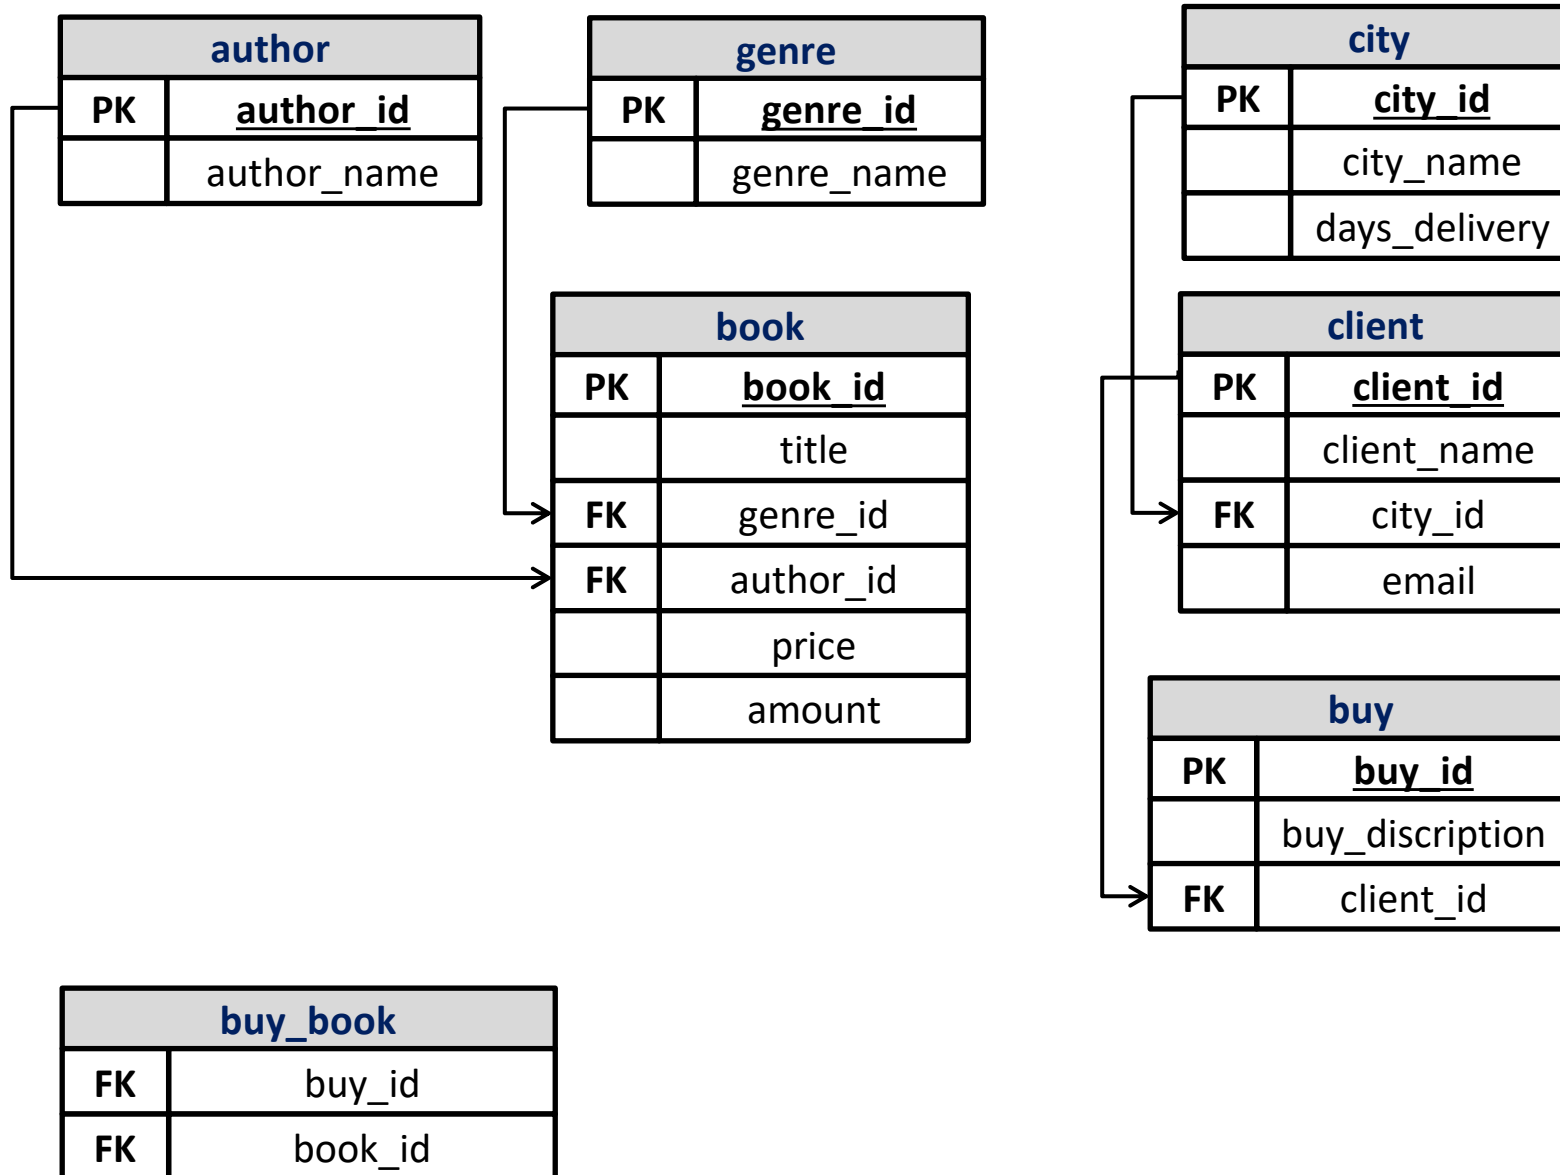 author
PK author_id
author_name
genre
PK genre_id
genre_name
city
PK city_id
city_name
days_delivery
book
PK book_id
title
FK genre_id
FK author_id
price
amount
client
PK client_id
client_name
FK city_id
email
buy
PK buy_id
buy_discription
FK client_id
buy_book
FK buy_id
FK book_id